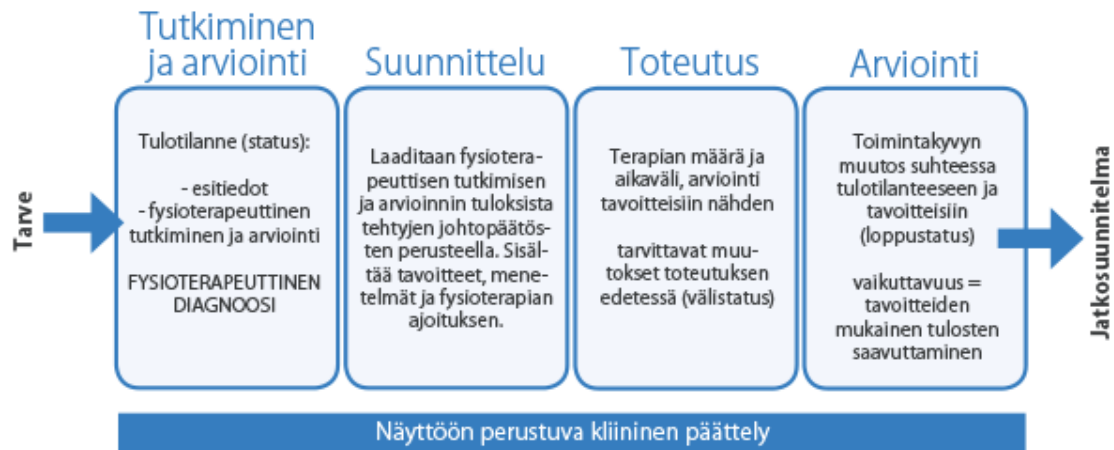 Tarve
Tutkiminen
ja arviointi
Tulotilanne (status):
- esitiedot
- fysioterapeuttinen
tutkiminen ja arviointi
FYSIOTERAPEUTTINEN
DIAGNOOSI
Suunnittelu
Laaditaan fysiotera-
peuttisen tutkimisen
ja arvioinnin tuloksista
tehtyjen johtopäätös-
ten perusteella. Sisäl-
tää tavoitteet, mene-
telmät ja fysioterapian
ajoituksen.
Toteutus
Terapian määrä ja
aikaväli, arviointi
tavoitteisiin nähden
tarvittavat muu-
tokset toteutuksen
edetessä (välistatus)
Arviointi
Toimintakyvyn
muutos suhteessa
tulotilanteeseen ja
tavoitteisiin
(loppustatus)
vaikuttavuus =
tavoitteiden
mukainen tulosten
saavuttaminen
Jatkosuunnitelma
Näyttöön perustuva kliininen päättely